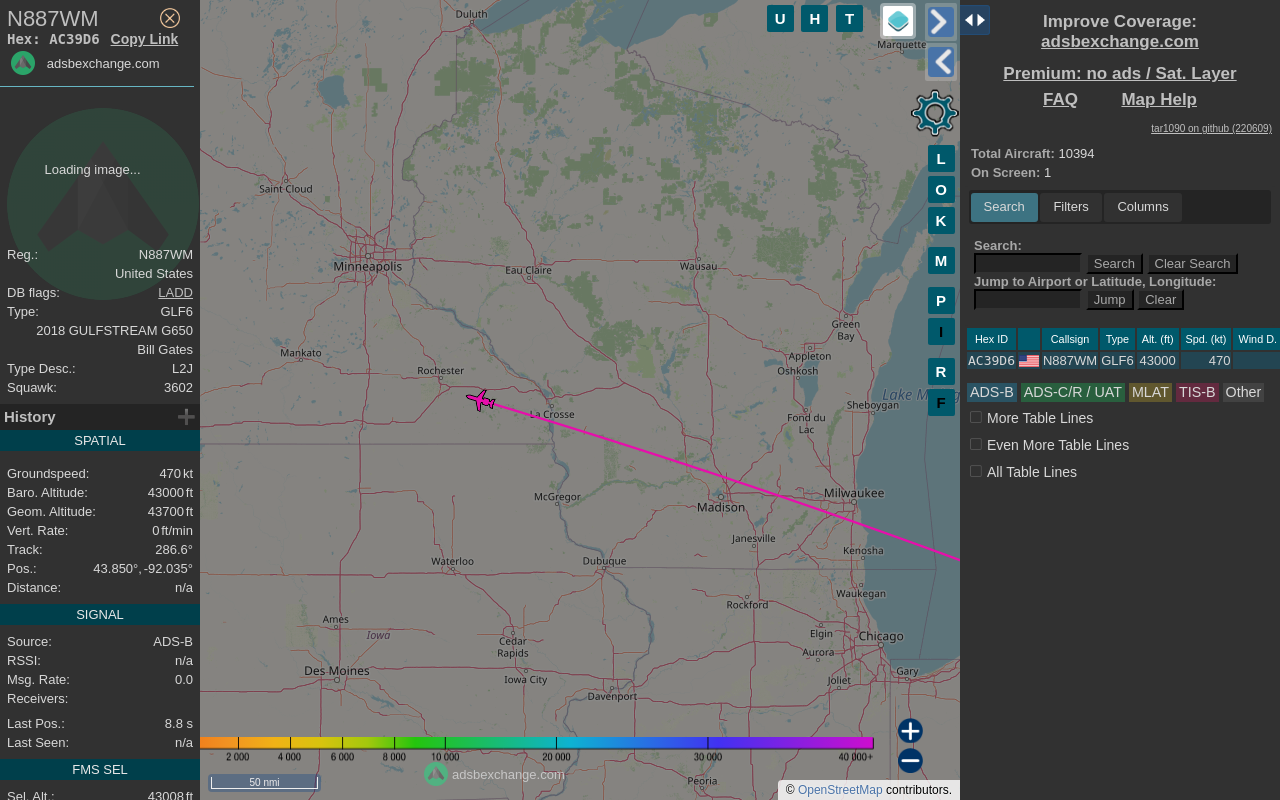 N887WM
Hex: AC39D6 Copy Link
adsbexchange.com
Loading image...
Reg.: N887WM
United States
DB flags: LADD
Type: GLF6
2018 GULFSTREAM G650
Bill Gates
Type Desc.: L2J
Squawk: 3602
History
SPATIAL
Groundspeed: 470 kt
Baro. Altitude: 43000 ft
Geom. Altitude: 43700 ft
Vert. Rate: 0 ft/min
Track: 286.6°
Pos.: 43.850°, -92.035°
Distance: n/a
SIGNAL
Source: ADS-B
RSSI: n/a
Msg. Rate: 0.0
Receivers:
Last Pos.: 8.8 s
Last Seen: n/a
FMS SEL
Sel. Alt.: 43008 ft
Duluth
Marquette
Saint Cloud
Minneapolis
Eau Claire
Wausau
Green
Bay
Mankato
Appleton
Rochester
Oshkosh
La Crosse
Fond du
Lac
Sheboygan
McGregor
Madison
Milwaukee
Janesville
Kenosha
Waterloo
Dubuque
Waukegan
Rockford
Ames
Iowa
Cedar
Rapids
Elgin
Chicago
Aurora
Des Moines
Iowa City
Joliet
Gary
Davenport
Peoria
U H T
L
O
K
M
P
I
R
F
2 000 4 000 6 000 8 000 10 000 20 000 30 000 40 000+
adsbexchange.com
50 nmi
© OpenStreetMap contributors.
Improve Coverage:
adsbexchange.com
Premium: no ads / Sat. Layer
FAQ Map Help
tar1090 on github (220609)
Total Aircraft: 10394
On Screen: 1
Search Filters Columns
Search:
Search Clear Search
Jump to Airport or Latitude, Longitude:
Jump Clear
Hex ID Callsign Type Alt. (ft) Spd. (kt) Wind D.
AC39D6 N887WM GLF6 43000 470
ADS-B ADS-C/R / UAT MLAT TIS-B Other
More Table Lines
Even More Table Lines
All Table Lines